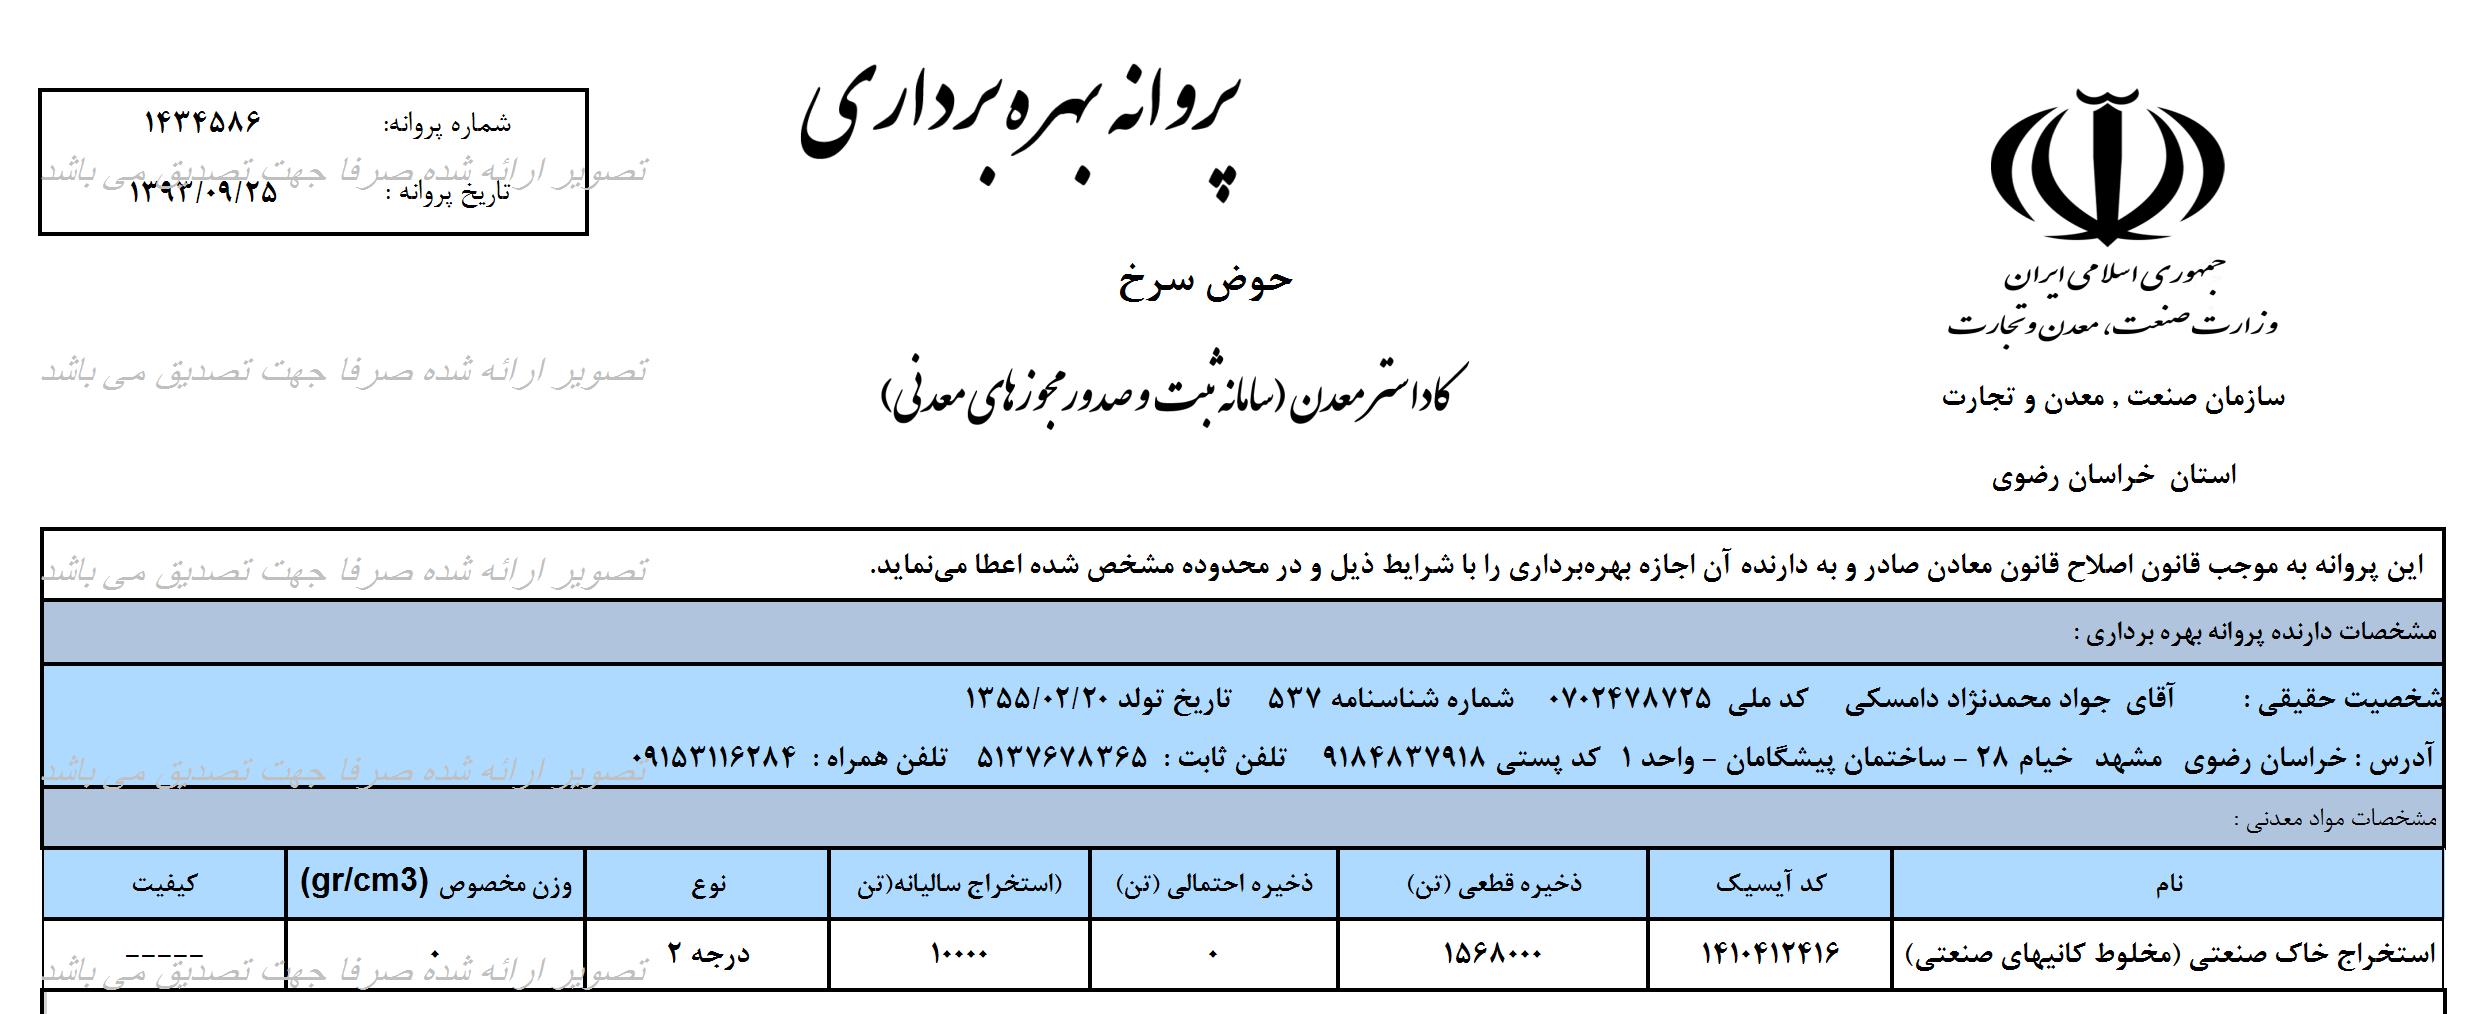 پروانه بهره برداری
حوض سرخ
کاداستر معدن (سامانه ثبت و صدور مجوزهای معدنی)
جمهوری اسلامی ایران
وزارت صنعت، معدن و تجارت
سازمان صنعت , معدن و تجارت
استان خراسان رضوی
شماره پروانه: ۱۴۳۴۵۸۶
تصویر ارائه شده صرفا جهت تصدیق می باشد
تاریخ پروانه : ۱۳۹۳/۰۹/۲۵
تصویر ارائه شده صرفا جهت تصدیق می باشد
این پروانه به موجب قانون اصلاح قانون معادن صادر و به دارنده آن اجازه بهره‌برداری را با شرایط ذیل و در محدوده مشخص شده اعطا می‌نماید.
تصویر ارائه شده صرفا جهت تصدیق می باشد
مشخصات دارنده پروانه بهره برداری :
شخصیت حقیقی : آقای جواد محمدنژاد دامسکی کد ملی ۰۷۰۲۴۷۸۷۲۵ شماره شناسنامه ۵۳۷ تاریخ تولد ۱۳۵۵/۰۲/۲۰
آدرس : خراسان رضوی مشهد خیام ۲۸ - ساختمان پیشگامان - واحد ۱ کد پستی ۹۱۸۴۸۳۷۹۱۸ تلفن ثابت : ۵۱۳۷۶۷۸۳۶۵ تلفن همراه : ۰۹۱۵۳۱۱۶۲۸۴
تصویر ارائه شده صرفا جهت تصدیق می باشد
مشخصات مواد معدنی :
نام کد آیسیک ذخیره قطعی (تن) ذخیره احتمالی (تن) (استخراج سالیانه(تن نوع وزن مخصوص (gr/cm3) کیفیت
استخراج خاک صنعتی (مخلوط کانیهای صنعتی) ۱۴۱۰۴۱۲۴۱۶ ۱۵۶۸۰۰۰ ۰ ۱۰۰۰۰ درجه ۲ ۰ -----
تصویر ارائه شده صرفا جهت تصدیق می باشد